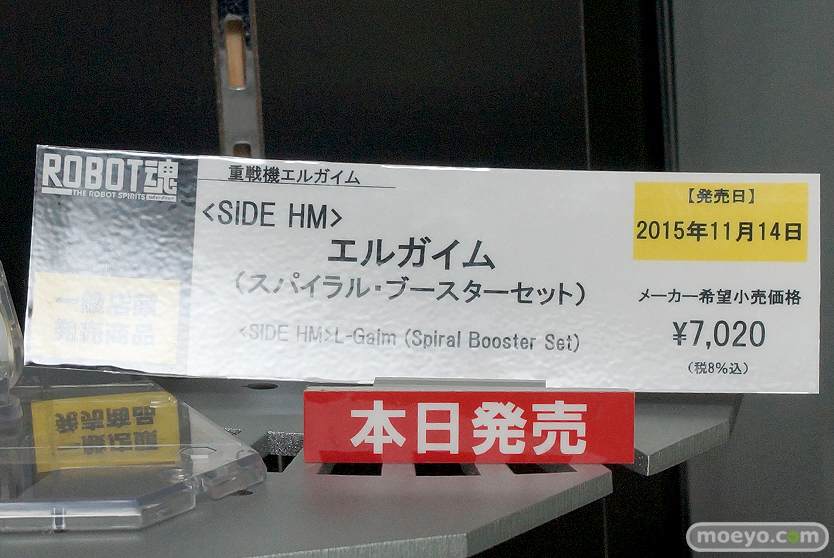 ROBOT魂
THE ROBOT SPIRITS
重戦機エルガイム
<SIDE HM>
エルガイム
(スパイラル・ブースターセット)
<SIDE HM>L-Gaim (Spiral Booster Set)
【発売日】
2015年11月14日
メーカー希望小売価格
¥7,020
(税8%込)
一般店頭
発売商品
本日発売
moeyo.com